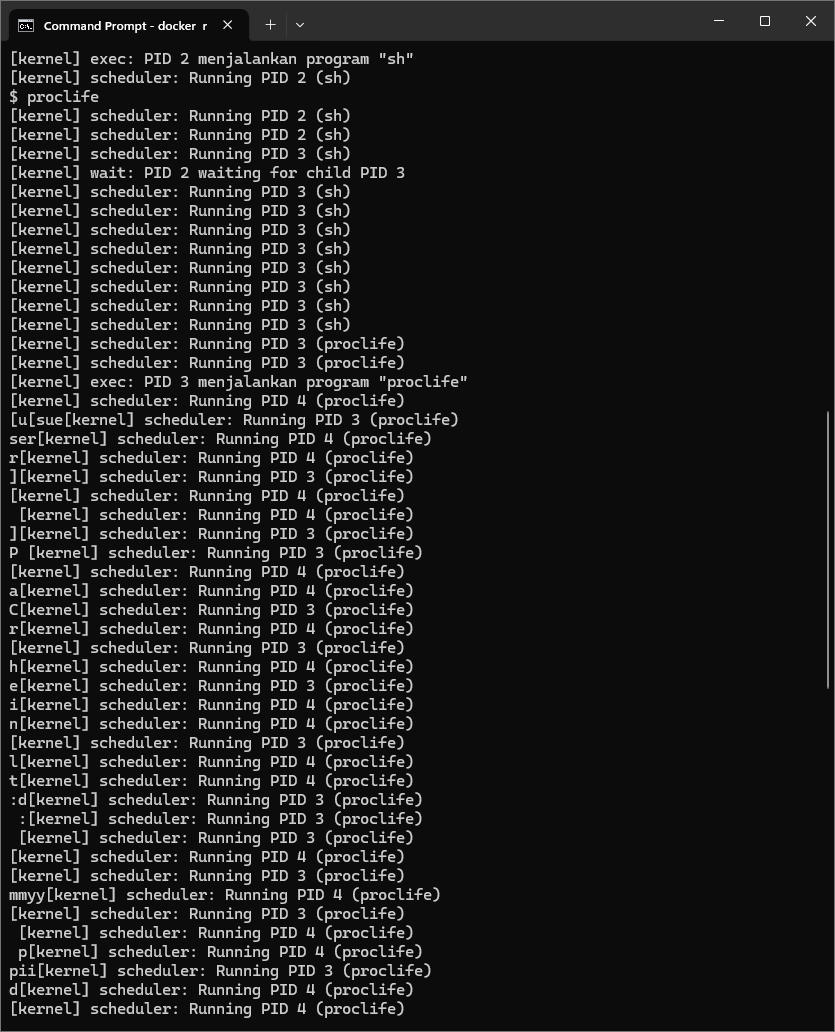 Command Prompt - docker r
[kernel] exec: PID 2 menjalankan program "sh"
[kernel] scheduler: Running PID 2 (sh)
$ proclife
[kernel] scheduler: Running PID 2 (sh)
[kernel] scheduler: Running PID 2 (sh)
[kernel] scheduler: Running PID 3 (sh)
[kernel] wait: PID 2 waiting for child PID 3
[kernel] scheduler: Running PID 3 (sh)
[kernel] scheduler: Running PID 3 (sh)
[kernel] scheduler: Running PID 3 (sh)
[kernel] scheduler: Running PID 3 (sh)
[kernel] scheduler: Running PID 3 (sh)
[kernel] scheduler: Running PID 3 (sh)
[kernel] scheduler: Running PID 3 (sh)
[kernel] scheduler: Running PID 3 (sh)
[kernel] scheduler: Running PID 3 (proclife)
[kernel] scheduler: Running PID 3 (proclife)
[kernel] exec: PID 3 menjalankan program "proclife"
[kernel] scheduler: Running PID 4 (proclife)
[u[sue[kernel] scheduler: Running PID 3 (proclife)
ser[kernel] scheduler: Running PID 4 (proclife)
r[kernel] scheduler: Running PID 4 (proclife)
][kernel] scheduler: Running PID 3 (proclife)
[kernel] scheduler: Running PID 4 (proclife)
 [kernel] scheduler: Running PID 4 (proclife)
][kernel] scheduler: Running PID 3 (proclife)
P [kernel] scheduler: Running PID 3 (proclife)
[kernel] scheduler: Running PID 4 (proclife)
a[kernel] scheduler: Running PID 4 (proclife)
C[kernel] scheduler: Running PID 3 (proclife)
r[kernel] scheduler: Running PID 4 (proclife)
[kernel] scheduler: Running PID 3 (proclife)
h[kernel] scheduler: Running PID 4 (proclife)
e[kernel] scheduler: Running PID 3 (proclife)
i[kernel] scheduler: Running PID 4 (proclife)
n[kernel] scheduler: Running PID 4 (proclife)
[kernel] scheduler: Running PID 3 (proclife)
l[kernel] scheduler: Running PID 4 (proclife)
t[kernel] scheduler: Running PID 4 (proclife)
:d[kernel] scheduler: Running PID 3 (proclife)
 :[kernel] scheduler: Running PID 3 (proclife)
 [kernel] scheduler: Running PID 3 (proclife)
[kernel] scheduler: Running PID 4 (proclife)
[kernel] scheduler: Running PID 3 (proclife)
mmyy[kernel] scheduler: Running PID 4 (proclife)
[kernel] scheduler: Running PID 3 (proclife)
 [kernel] scheduler: Running PID 4 (proclife)
 p[kernel] scheduler: Running PID 4 (proclife)
pii[kernel] scheduler: Running PID 3 (proclife)
d[kernel] scheduler: Running PID 4 (proclife)
[kernel] scheduler: Running PID 4 (proclife)